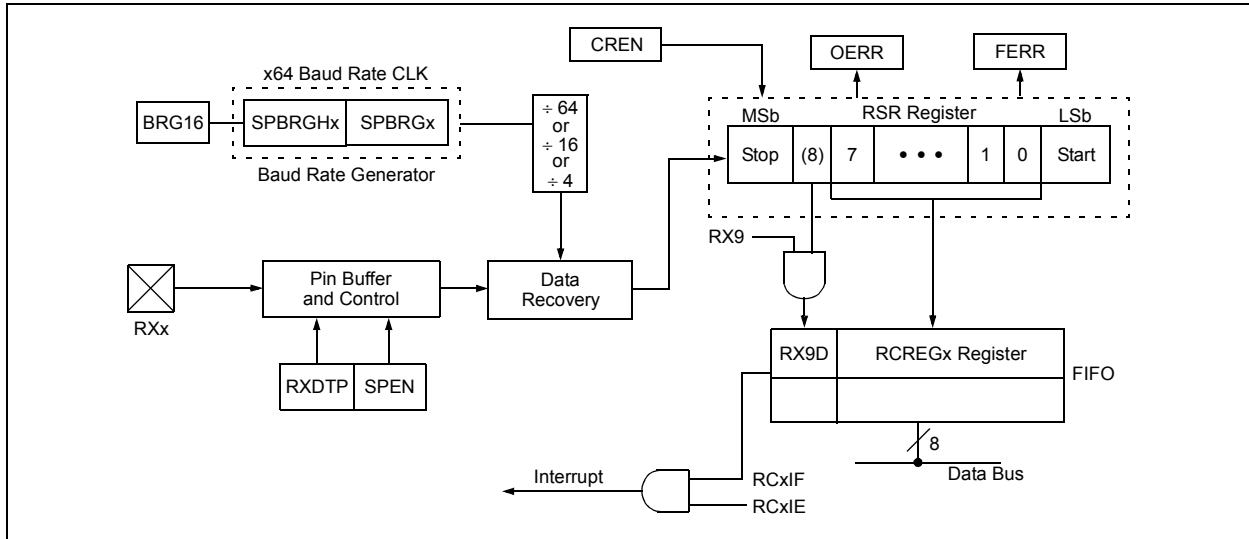 CREN
OERR
FERR
x64 Baud Rate CLK
BRG16
SPBRGHx
SPBRGx
Baud Rate Generator
÷ 64
or
÷ 16
or
÷ 4
MSb
RSR Register
LSb
Stop
(8)
7
• • •
1
0
Start
RX9
RXx
Pin Buffer
and Control
Data
Recovery
RXDTP
SPEN
RX9D
RCREGx Register
FIFO
8
Data Bus
Interrupt
RCxIF
RCxIE